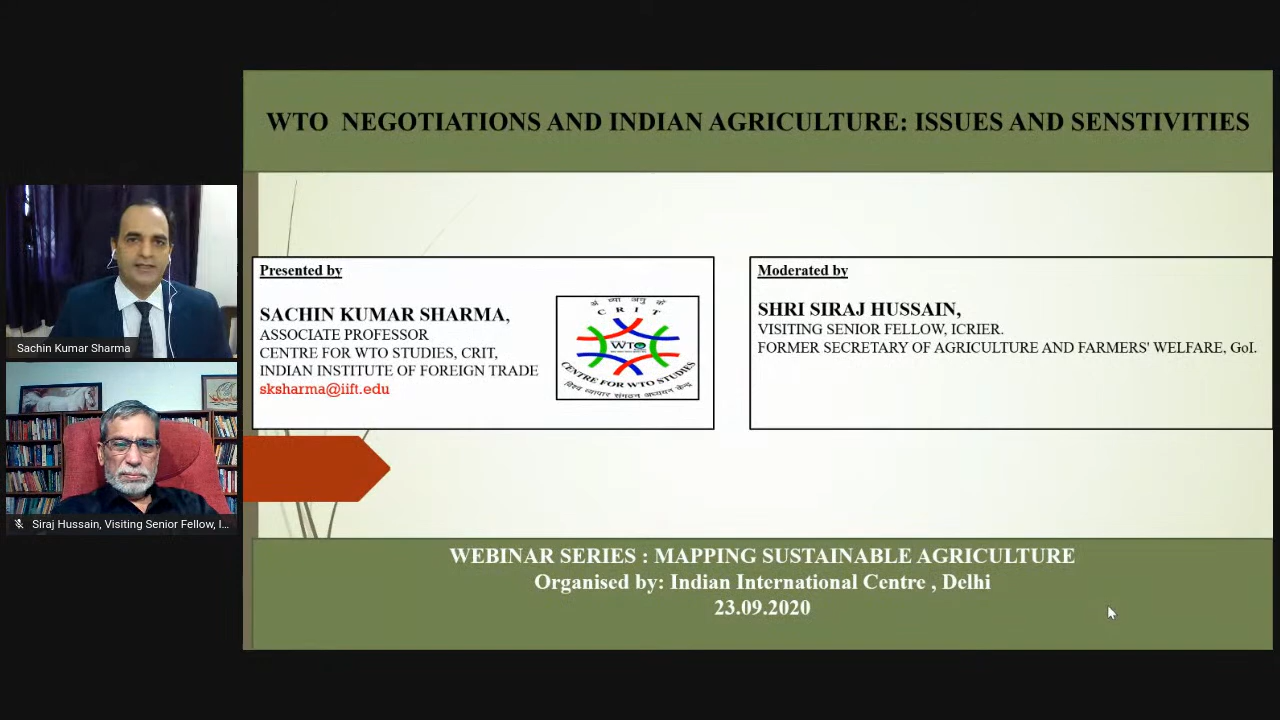 WTO NEGOTIATIONS AND INDIAN AGRICULTURE: ISSUES AND SENSTIVITIES
Sachin Kumar Sharma
Siraj Hussain, Visiting Senior Fellow, I...
Presented by
SACHIN KUMAR SHARMA,
ASSOCIATE PROFESSOR
CENTRE FOR WTO STUDIES, CRIT,
INDIAN INSTITUTE OF FOREIGN TRADE
sksharma@iift.edu
CRIT
WTO
CENTRE FOR WTO STUDIES
विश्व व्यापार संगठन अध्ययन केन्द्र
Moderated by
SHRI SIRAJ HUSSAIN,
VISITING SENIOR FELLOW, ICRIER.
FORMER SECRETARY OF AGRICULTURE AND FARMERS' WELFARE, GoI.
WEBINAR SERIES : MAPPING SUSTAINABLE AGRICULTURE
Organised by: Indian International Centre , Delhi
23.09.2020